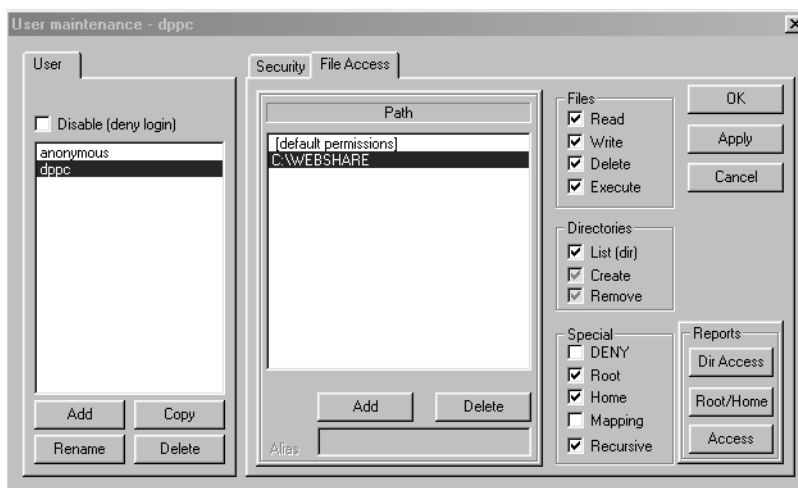 User maintenance - dppc
User
Disable (deny login)
anonymous
dppc
Add
Copy
Rename
Delete
Security
File Access
Path
[default permissions]
C:\WEBSHARE
Add
Delete
Alias
Files
Read
Write
Delete
Execute
Directories
List (dir)
Create
Remove
Special
DENY
Root
Home
Mapping
Recursive
OK
Apply
Cancel
Reports
Dir Access
Root/Home
Access